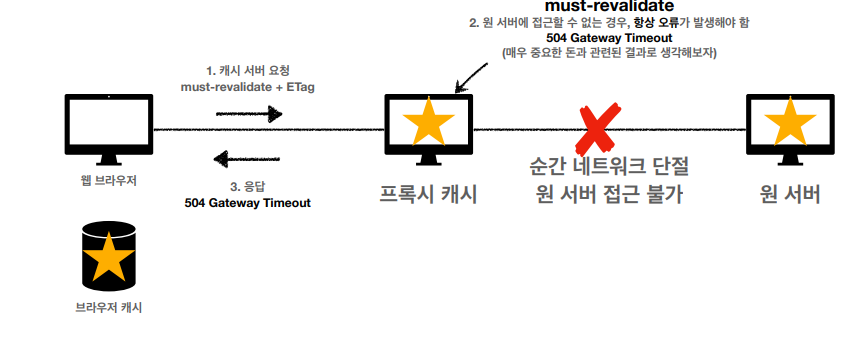 must-revalidate
2. 원 서버에 접근할 수 없는 경우, 항상 오류가 발생해야 함
504 Gateway Timeout
(매우 중요한 돈과 관련된 결과로 생각해보자)
1. 캐시 서버 요청
must-revalidate + ETag
웹 브라우저
3. 응답
504 Gateway Timeout
프록시 캐시
순간 네트워크 단절
원 서버 접근 불가
원 서버
브라우저 캐시